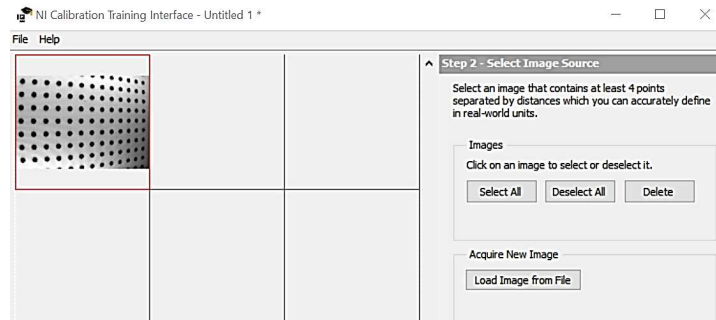 NI Calibration Training Interface - Untitled 1 *
File Help
Step 2 - Select Image Source
Select an image that contains at least 4 points
separated by distances which you can accurately define
in real-world units.
Images
Click on an image to select or deselect it.
Select All Deselect All Delete
Acquire New Image
Load Image from File